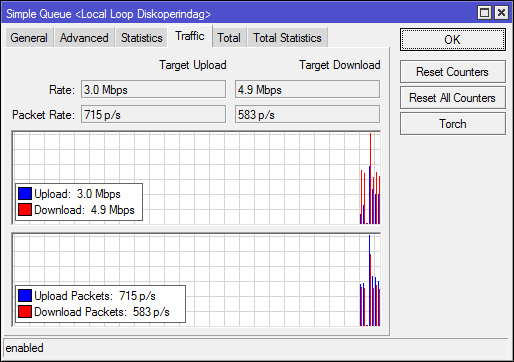 Simple Queue <Local Loop Diskoperindag>
General Advanced Statistics Traffic Total Total Statistics
Target Upload Target Download
Rate: 3.0 Mbps 4.9 Mbps
Packet Rate: 715 p/s 583 p/s
Upload: 3.0 Mbps
Download: 4.9 Mbps
Upload Packets: 715 p/s
Download Packets: 583 p/s
OK
Reset Counters
Reset All Counters
Torch
enabled